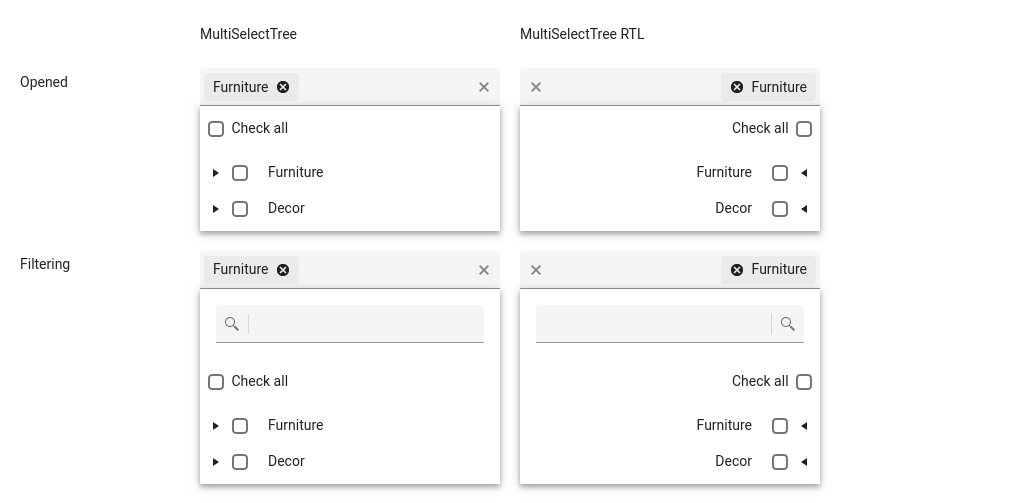 MultiSelectTree
MultiSelectTree RTL
Opened
Furniture
Check all
Furniture
Decor
Furniture
Check all
Furniture
Decor
Filtering
Furniture
Check all
Furniture
Decor
Furniture
Check all
Furniture
Decor